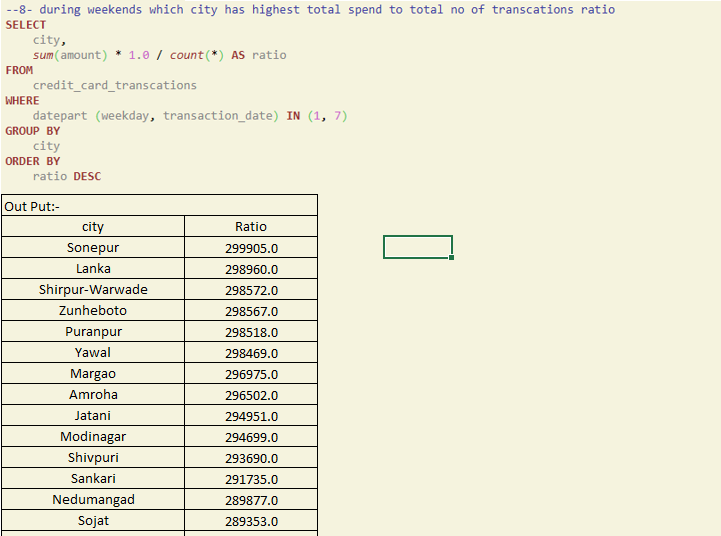 --8- during weekends which city has highest total spend to total no of transcations ratio
SELECT
city,
sum(amount) * 1.0 / count(*) AS ratio
FROM
credit_card_transcations
WHERE
datepart (weekday, transaction_date) IN (1, 7)
GROUP BY
city
ORDER BY
ratio DESC
Out Put:-
city Ratio
Sonepur 299905.0
Lanka 298960.0
Shirpur-Warwade 298572.0
Zunheboto 298567.0
Puranpur 298518.0
Yawal 298469.0
Margao 296975.0
Amroha 296502.0
Jatani 294951.0
Modinagar 294699.0
Shivpuri 293690.0
Sankari 291735.0
Nedumangad 289877.0
Sojat 289353.0